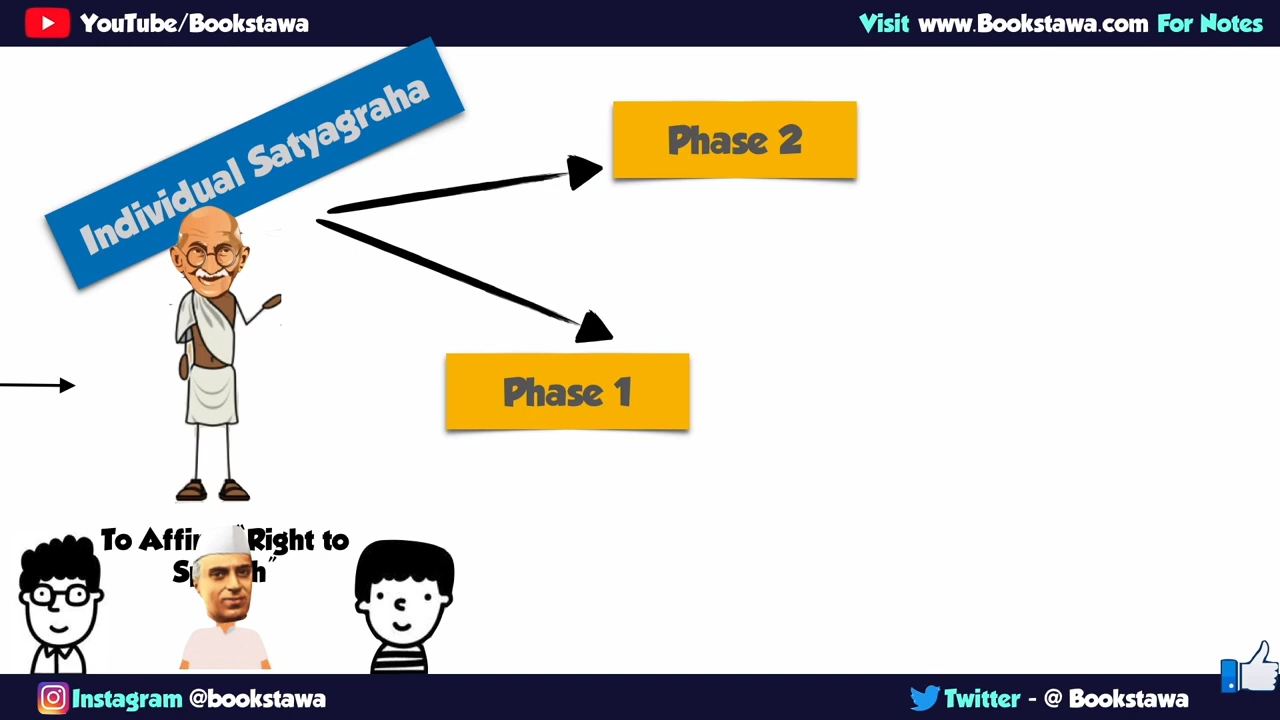 YouTube/Bookstawa
Visit www.Bookstawa.com For Notes
Individual Satyagraha
Phase 2
Phase 1
To Right to
Instagram @bookstawa
Twitter - @ Bookstawa